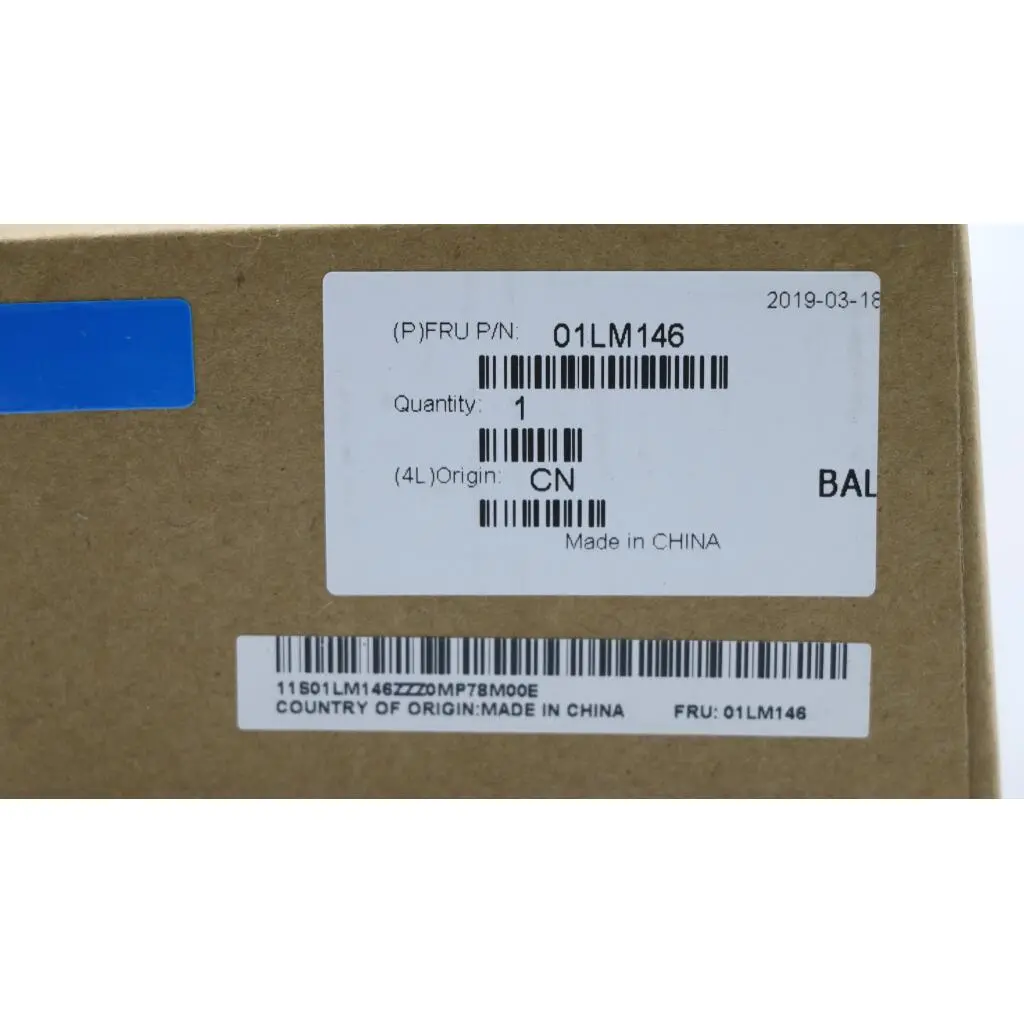 2019-03-18
(P)FRU P/N: 01LM146
Quantity: 1
(4L)Origin: CN
BAL
Made in CHINA
11S01LM146ZZZ0MP78M00E
COUNTRY OF ORIGIN:MADE IN CHINA FRU: 01LM146